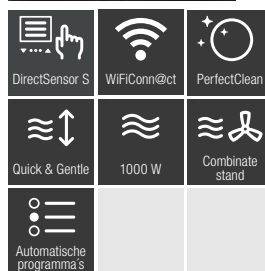 DirectSensor S
WiFiConn@ct
PerfectClean
Quick & Gentle
1000 W
Combinate
stand
Automatische
programma´s